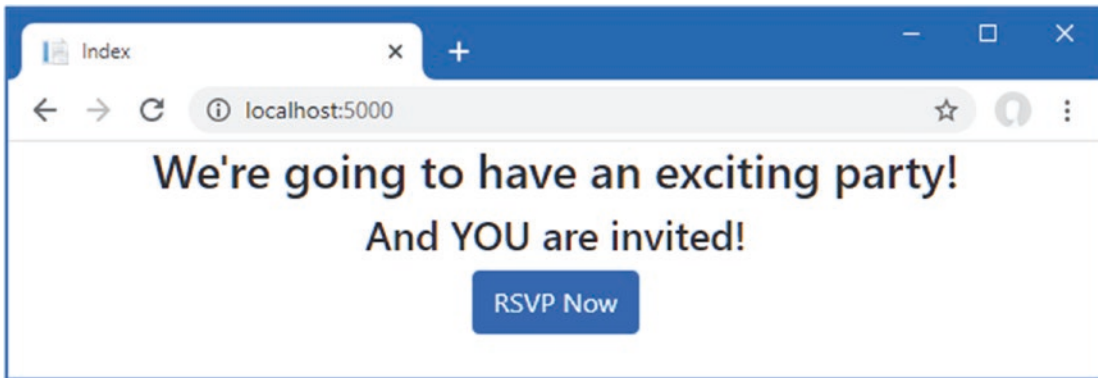 Index
localhost:5000
We're going to have an exciting party!
And YOU are invited!
RSVP Now